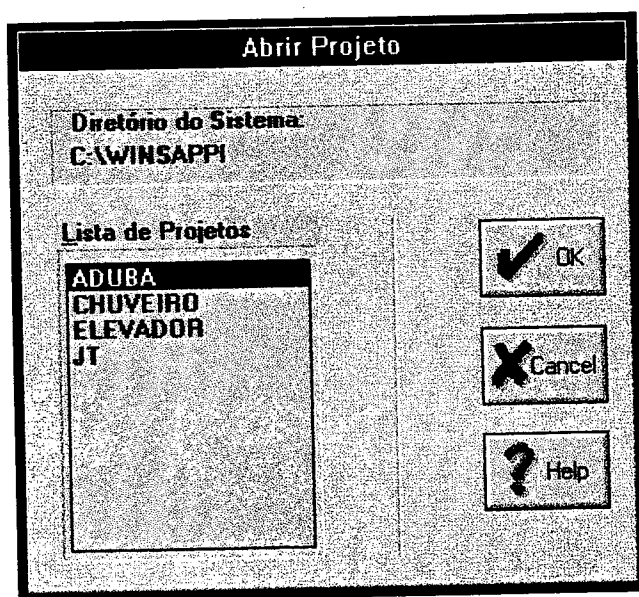 Abrir Projeto
Diretório do Sistema:
C:\WINSAPPI
Lista de Projetos
ADUBA
CHUVEIRO
ELEVADOR
JT
OK
Cancel
Help